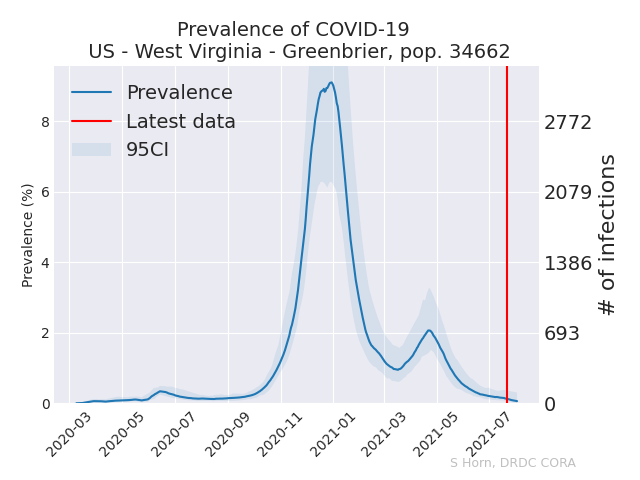 Prevalence of COVID-19
US - West Virginia - Greenbrier, pop. 34662
Prevalence
Latest data
95CI
Prevalence (%)
8
6
4
2
0
2772
2079
1386
693
0
# of infections
2020-03
2020-05
2020-07
2020-09
2020-11
2021-01
2021-03
2021-05
2021-07
S Horn, DRDC CORA